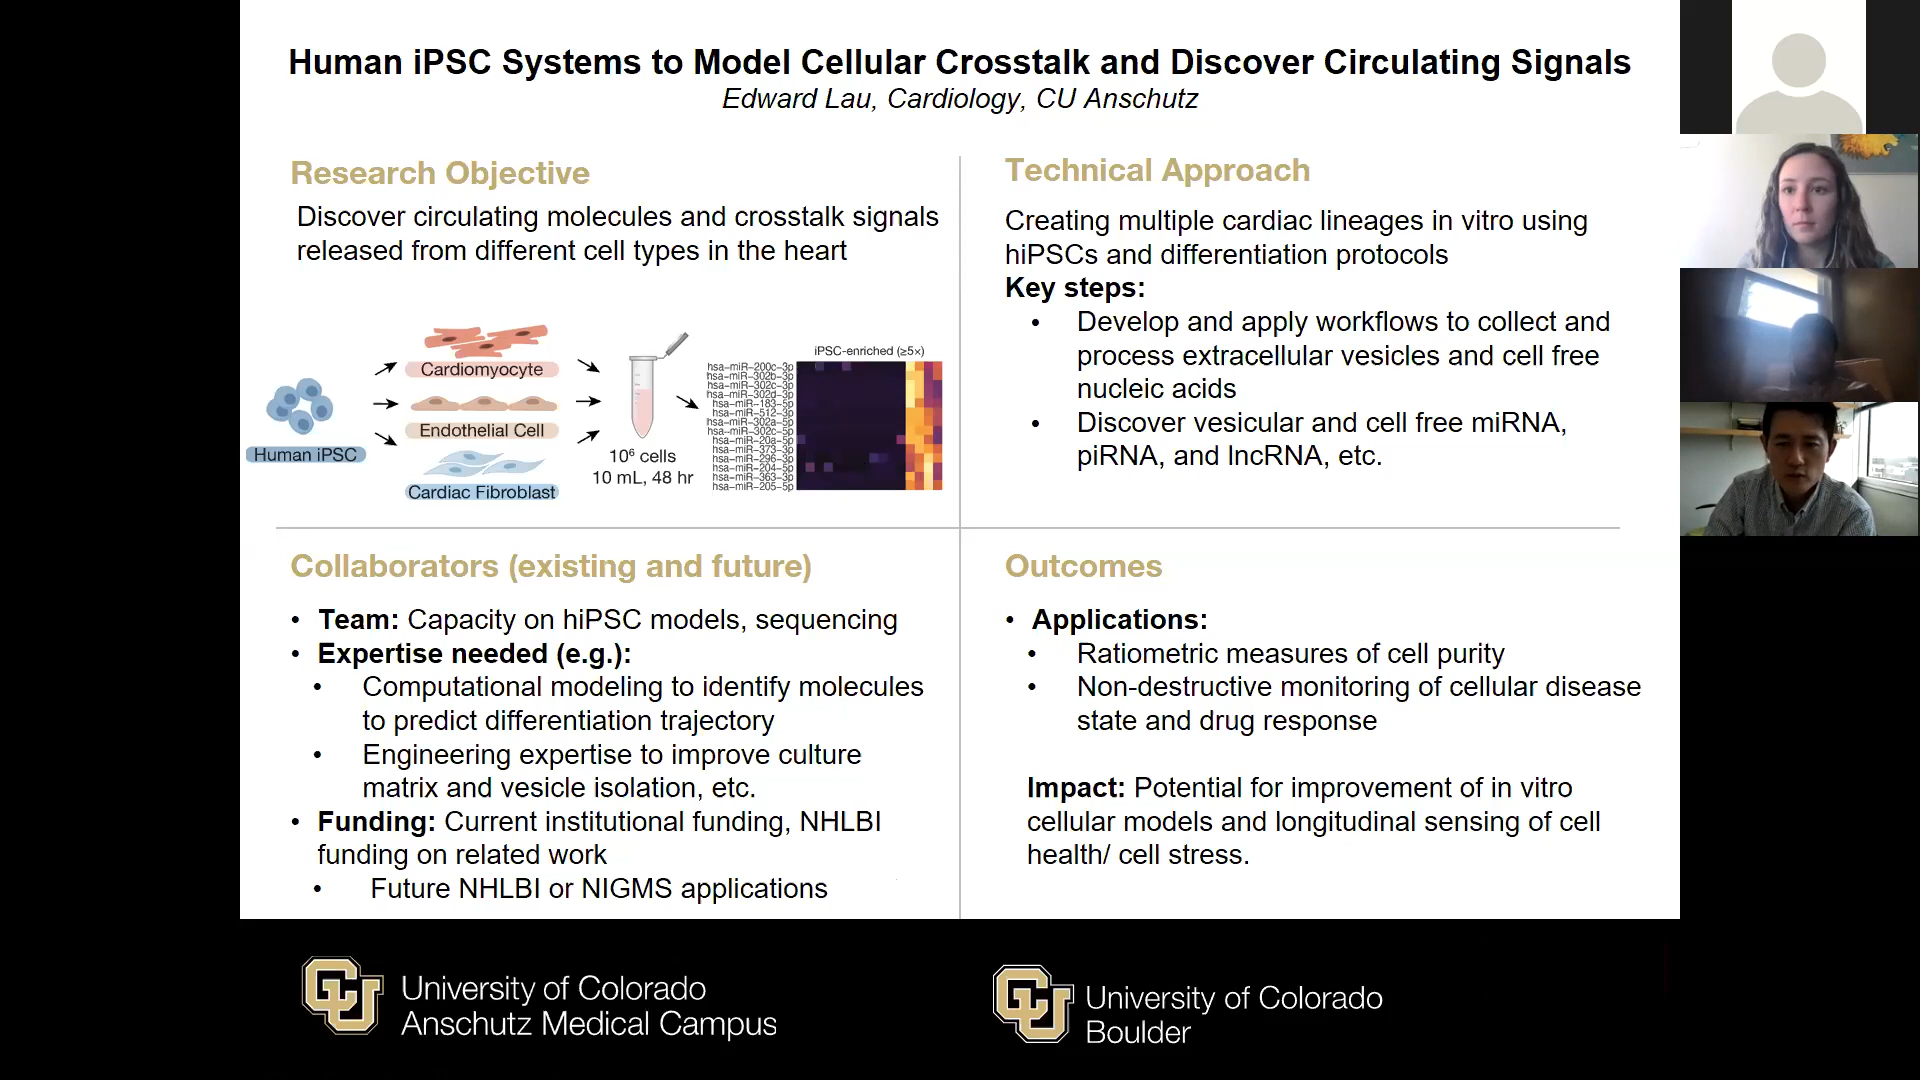 Human iPSC Systems to Model Cellular Crosstalk and Discover Circulating Signals
Edward Lau, Cardiology, CU Anschutz
Research Objective
Discover circulating molecules and crosstalk signals
released from different cell types in the heart
Human iPSC
Cardiomyocyte
Endothelial Cell
Cardiac Fibroblast
10⁶ cells
10 mL, 48 hr
iPSC-enriched (≥5×)
hsa-miR-200c-3p
hsa-miR-302b-3p
hsa-miR-302c-3p
hsa-miR-302d-3p
hsa-miR-183-5p
hsa-miR-512-3p
hsa-miR-302a-5p
hsa-miR-302c-5p
hsa-miR-20a-5p
hsa-miR-373-3p
hsa-miR-296-3p
hsa-miR-204-5p
hsa-miR-363-3p
hsa-miR-205-5p
Technical Approach
Creating multiple cardiac lineages in vitro using
hiPSCs and differentiation protocols
Key steps:
• Develop and apply workflows to collect and
process extracellular vesicles and cell free
nucleic acids
• Discover vesicular and cell free miRNA,
piRNA, and lncRNA, etc.
Collaborators (existing and future)
• Team: Capacity on hiPSC models, sequencing
• Expertise needed (e.g.):
• Computational modeling to identify molecules
to predict differentiation trajectory
• Engineering expertise to improve culture
matrix and vesicle isolation, etc.
• Funding: Current institutional funding, NHLBI
funding on related work
• Future NHLBI or NIGMS applications
Outcomes
• Applications:
• Ratiometric measures of cell purity
• Non-destructive monitoring of cellular disease
state and drug response
Impact: Potential for improvement of in vitro
cellular models and longitudinal sensing of cell
health/ cell stress.
CU
University of Colorado
Anschutz Medical Campus
CU
University of Colorado
Boulder